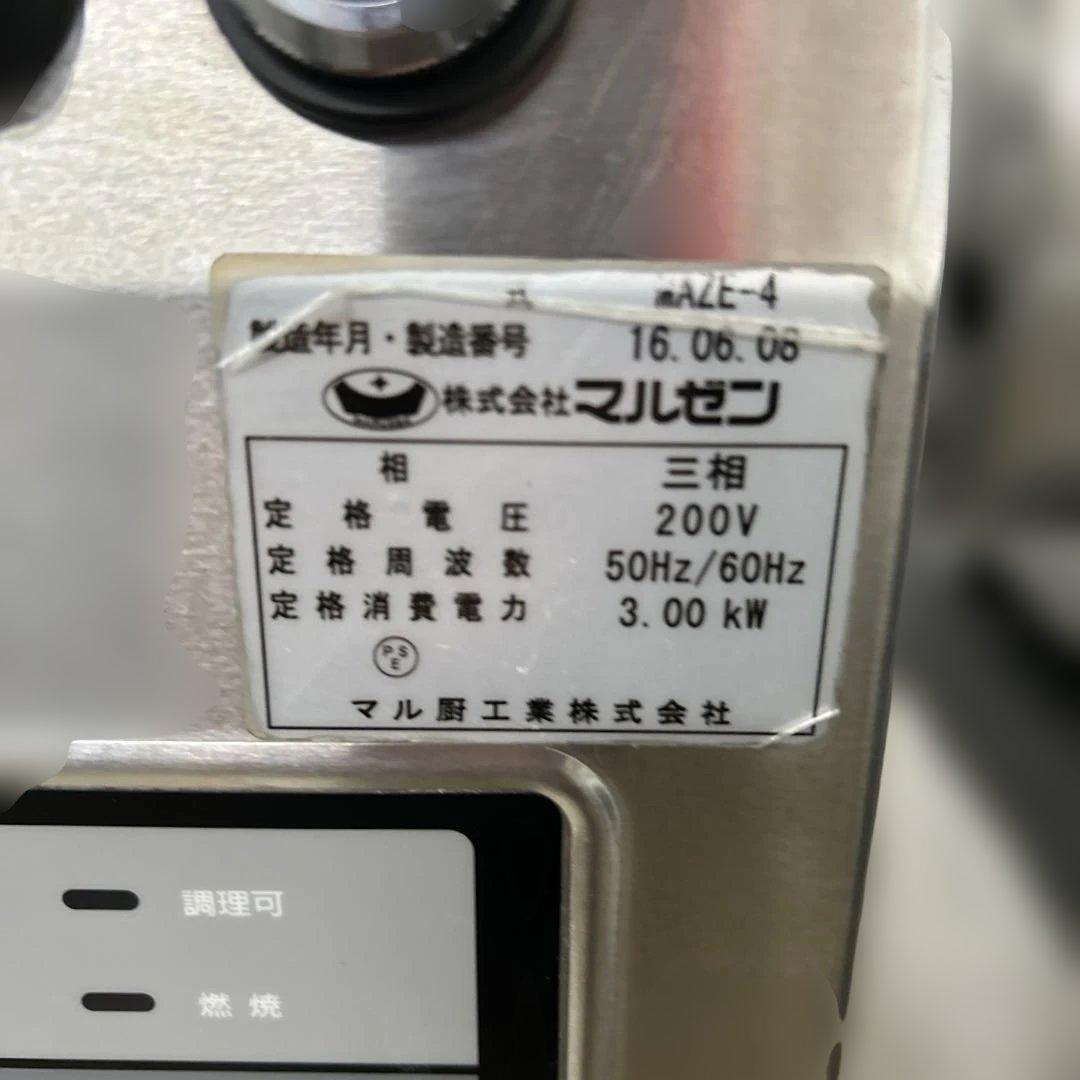 式 MAZE-4
製造年月・製造番号 16.06.08
株式会社マルゼン
相 三相
定格電圧 200V
定格周波数 50Hz/60Hz
定格消費電力 3.00 kW
PSE
マル厨工業株式会社
調理可
燃焼